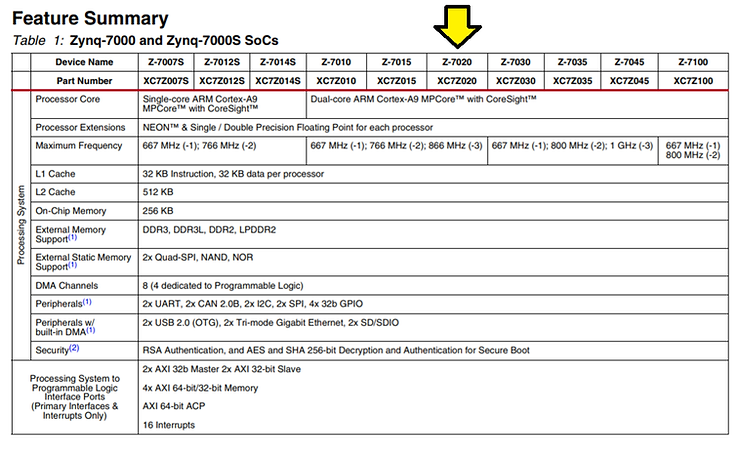 Feature Summary
Table 1: Zynq-7000 and Zynq-7000S SoCs
Device Name Z-7007S Z-7012S Z-7014S Z-7010 Z-7015 Z-7020 Z-7030 Z-7035 Z-7045 Z-7100
Part Number XC7Z007S XC7Z012S XC7Z014S XC7Z010 XC7Z015 XC7Z020 XC7Z030 XC7Z035 XC7Z045 XC7Z100
Processing System
Processor Core Single-core ARM Cortex-A9 Dual-core ARM Cortex-A9 MPCore™ with CoreSight™
MPCore™ with CoreSight™
Processor Extensions NEON™ & Single / Double Precision Floating Point for each processor
Maximum Frequency 667 MHz (-1); 766 MHz (-2) 667 MHz (-1); 766 MHz (-2); 866 MHz (-3) 667 MHz (-1); 800 MHz (-2); 1 GHz (-3) 667 MHz (-1)
800 MHz (-2)
L1 Cache 32 KB Instruction, 32 KB data per processor
L2 Cache 512 KB
On-Chip Memory 256 KB
External Memory DDR3, DDR3L, DDR2, LPDDR2
Support(1)
External Static Memory 2x Quad-SPI, NAND, NOR
Support(1)
DMA Channels 8 (4 dedicated to Programmable Logic)
Peripherals(1) 2x UART, 2x CAN 2.0B, 2x I2C, 2x SPI, 4x 32b GPIO
Peripherals w/ 2x USB 2.0 (OTG), 2x Tri-mode Gigabit Ethernet, 2x SD/SDIO
built-in DMA(1)
Security(2) RSA Authentication, and AES and SHA 256-bit Decryption and Authentication for Secure Boot
Processing System to
Programmable Logic
Interface Ports
(Primary Interfaces &
Interrupts Only)
2x AXI 32b Master 2x AXI 32-bit Slave
4x AXI 64-bit/32-bit Memory
AXI 64-bit ACP
16 Interrupts